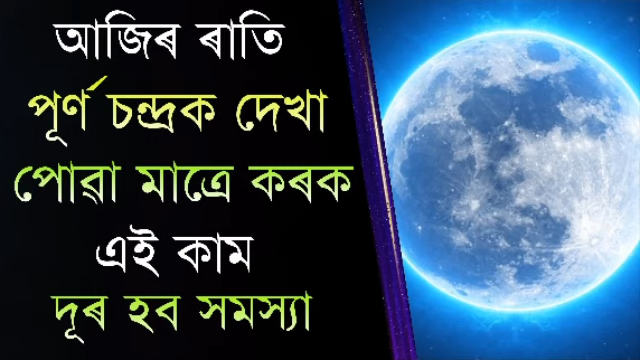 আজিৰ ৰাতি
পূৰ্ণ চন্দ্ৰক দেখা
পোৱা মাত্ৰে কৰক
এই কাম
দূৰ হব সমস্যা